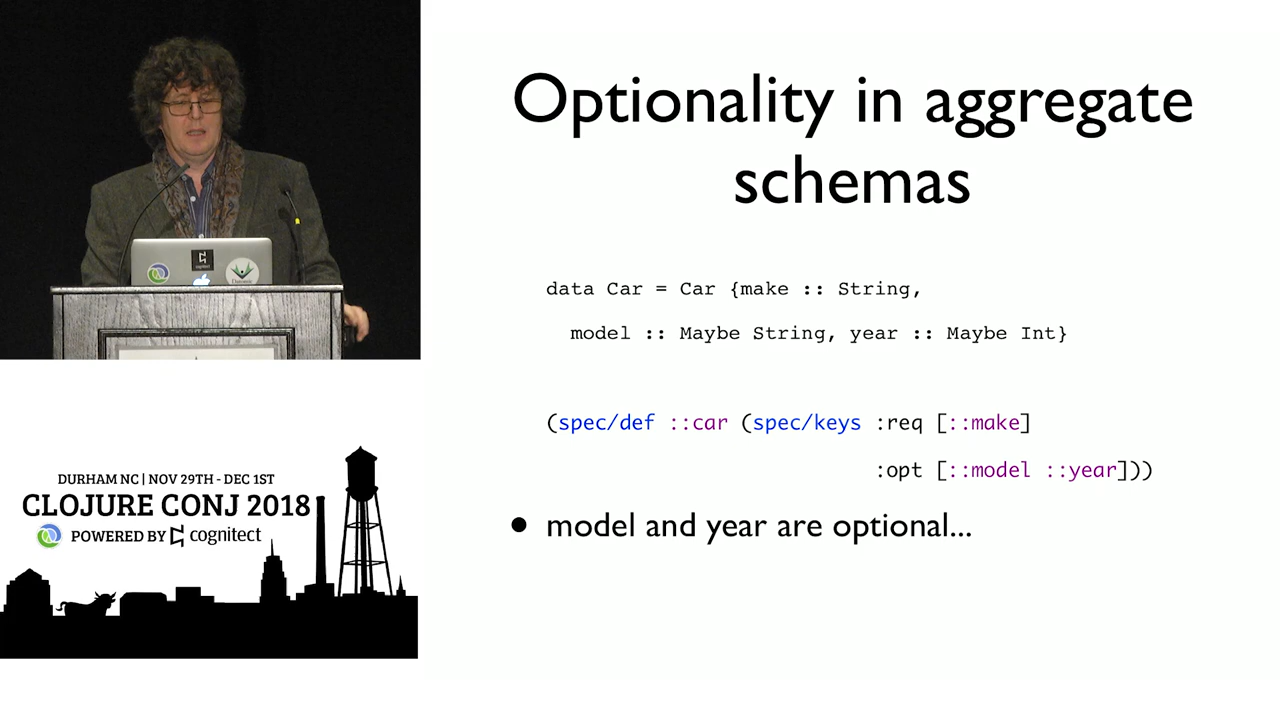 Optionality in aggregate
schemas
data Car = Car {make :: String,
model :: Maybe String, year :: Maybe Int}
(spec/def ::car (spec/keys :req [::make]
:opt [::model ::year]))
• model and year are optional...
cognitect
DURHAM NC | NOV 29TH - DEC 1ST
CLOJURE CONJ 2018
POWERED BY cognitect